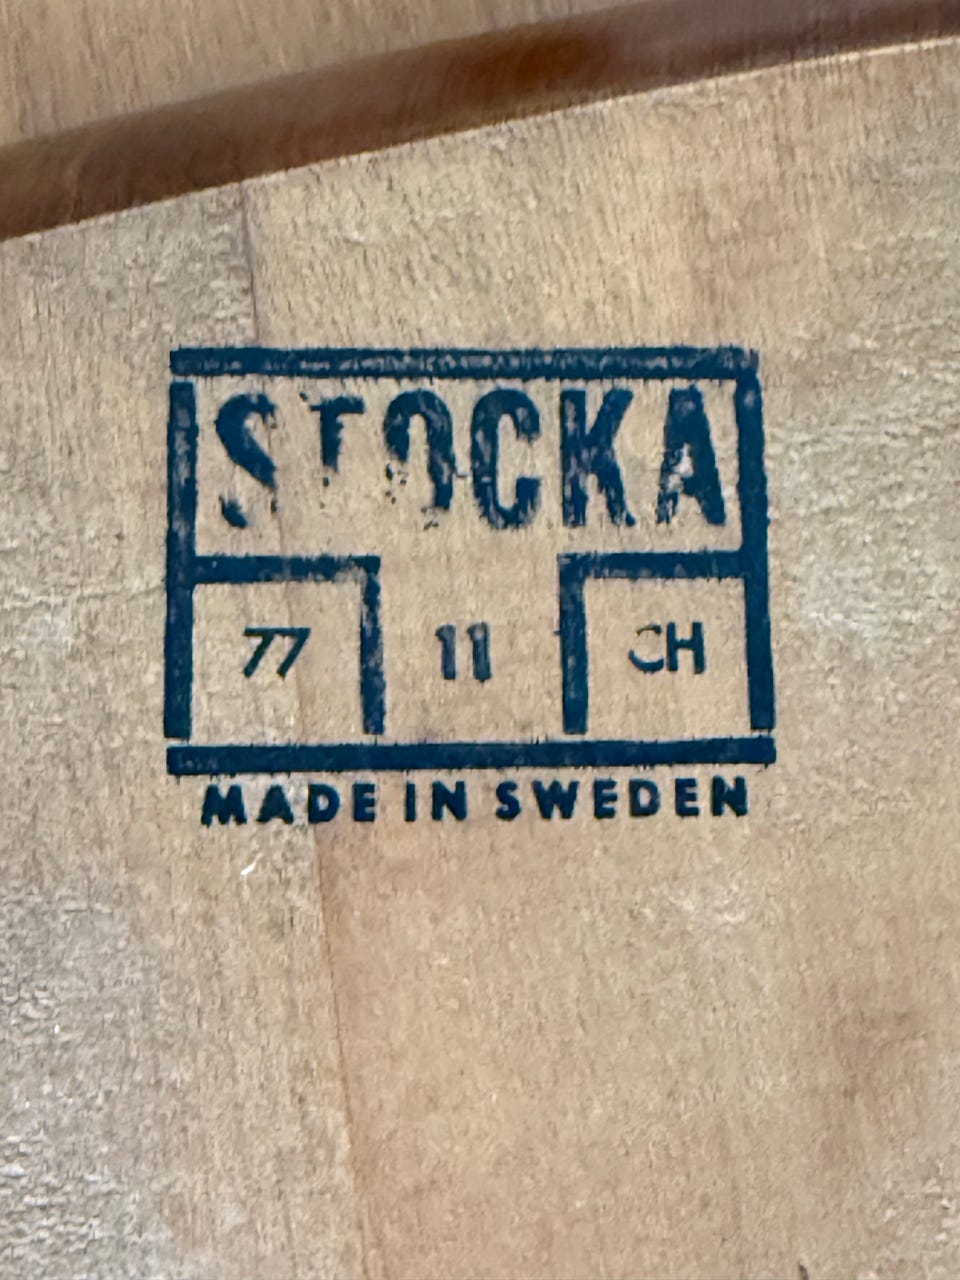 STOCKA
77 11 CH
MADE IN SWEDEN